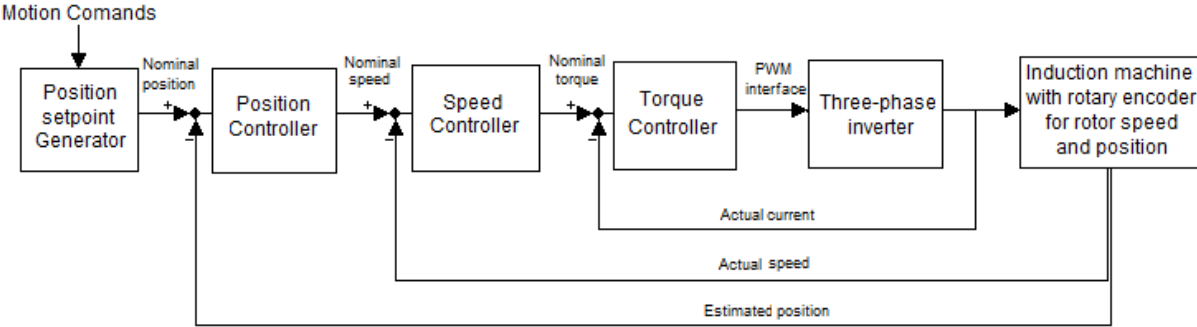 Motion Comands
Position
setpoint
Generator
Nominal
position
+
−
Position
Controller
Nominal
speed
+
−
Speed
Controller
Nominal
torque
+
−
Torque
Controller
PWM
interface
Three-phase
inverter
Induction machine
with rotary encoder
for rotor speed
and position
Actual current
Actual speed
Estimated position